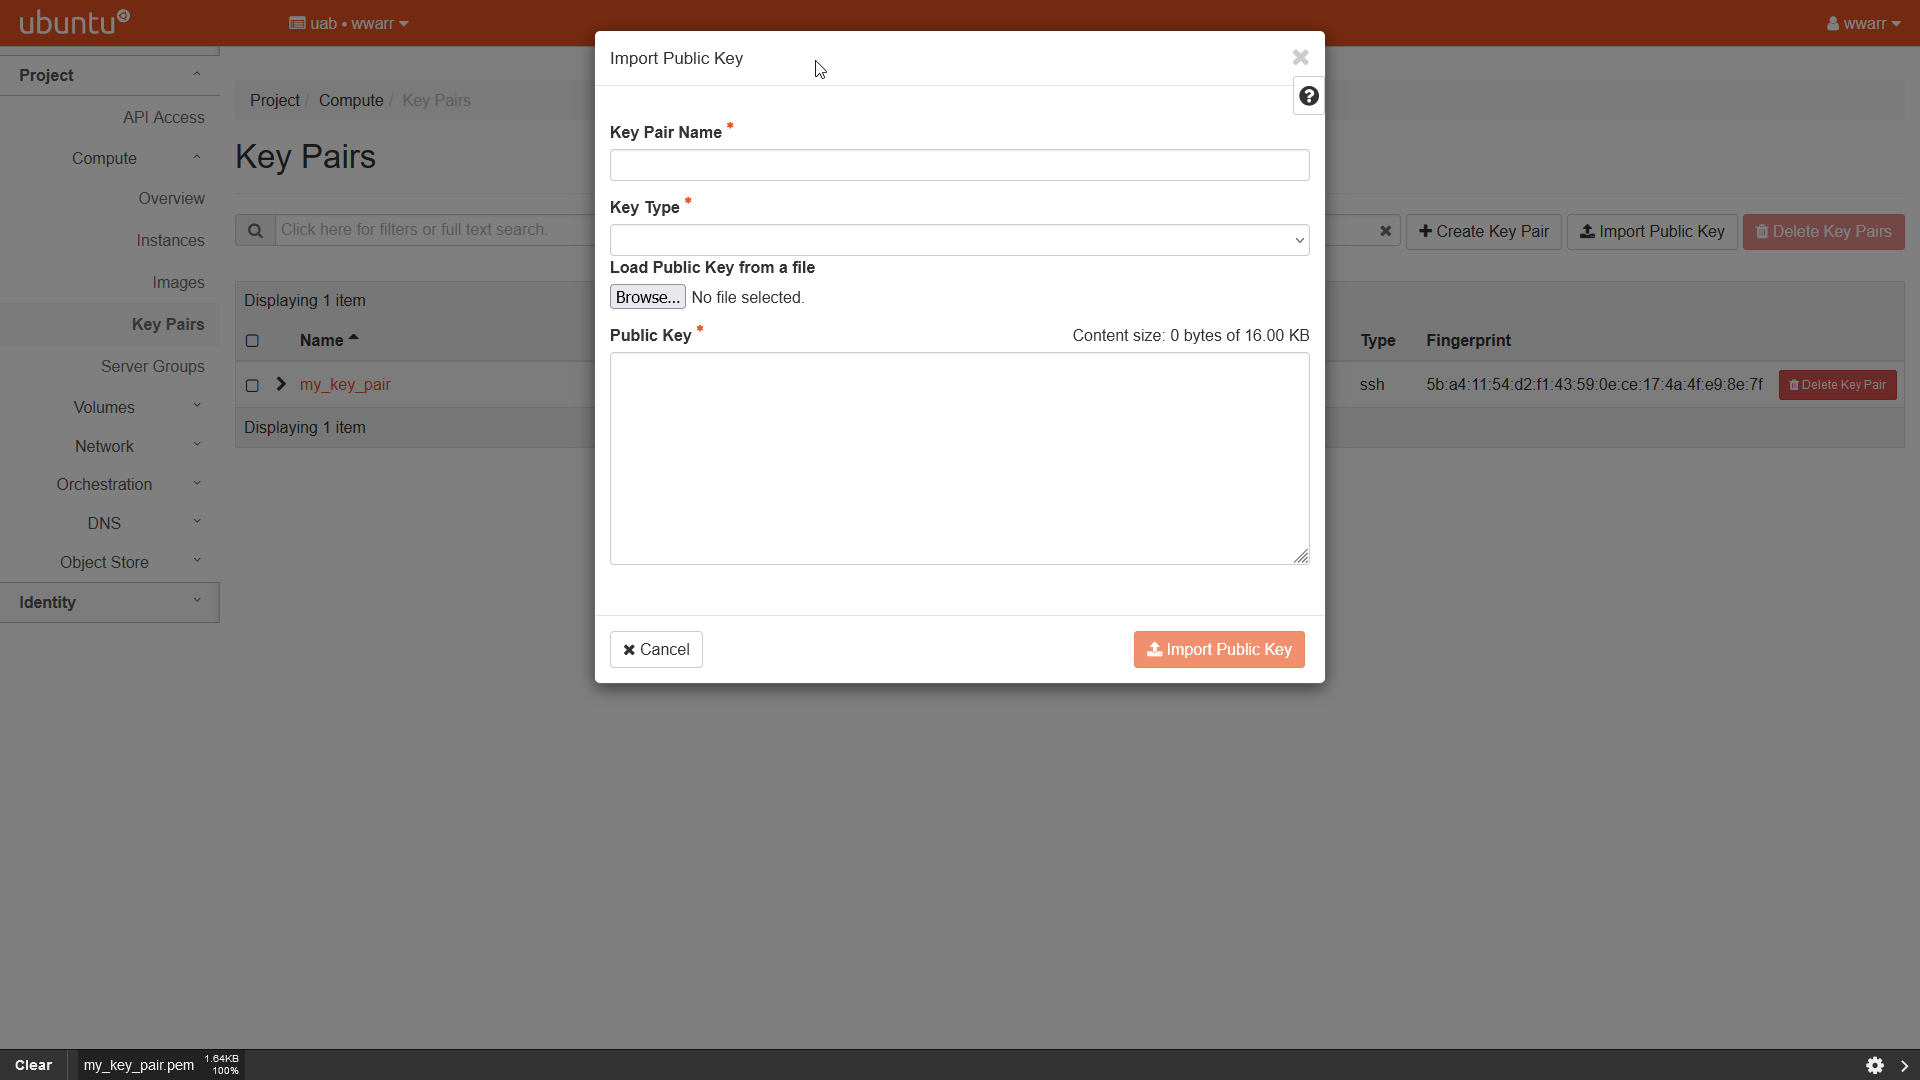 ubuntu
uab • wwarr
wwarr
Project
API Access
Compute
Overview
Instances
Images
Key Pairs
Server Groups
Volumes
Network
Orchestration
DNS
Object Store
Identity
Project / Compute / Key Pairs
Key Pairs
Click here for filters or full text search.
Create Key Pair
Import Public Key
Delete Key Pairs
Displaying 1 item
Name
Type
Fingerprint
my_key_pair
ssh
5b:a4:11:54:d2:f1:43:59:0e:ce:17:4a:4f:e9:8e:7f
Delete Key Pair
Displaying 1 item
Import Public Key
Key Pair Name *
Key Type *
Load Public Key from a file
Browse... No file selected.
Public Key *
Content size: 0 bytes of 16.00 KB
Cancel
Import Public Key
Clear
my_key_pair.pem
1.64KB
100%